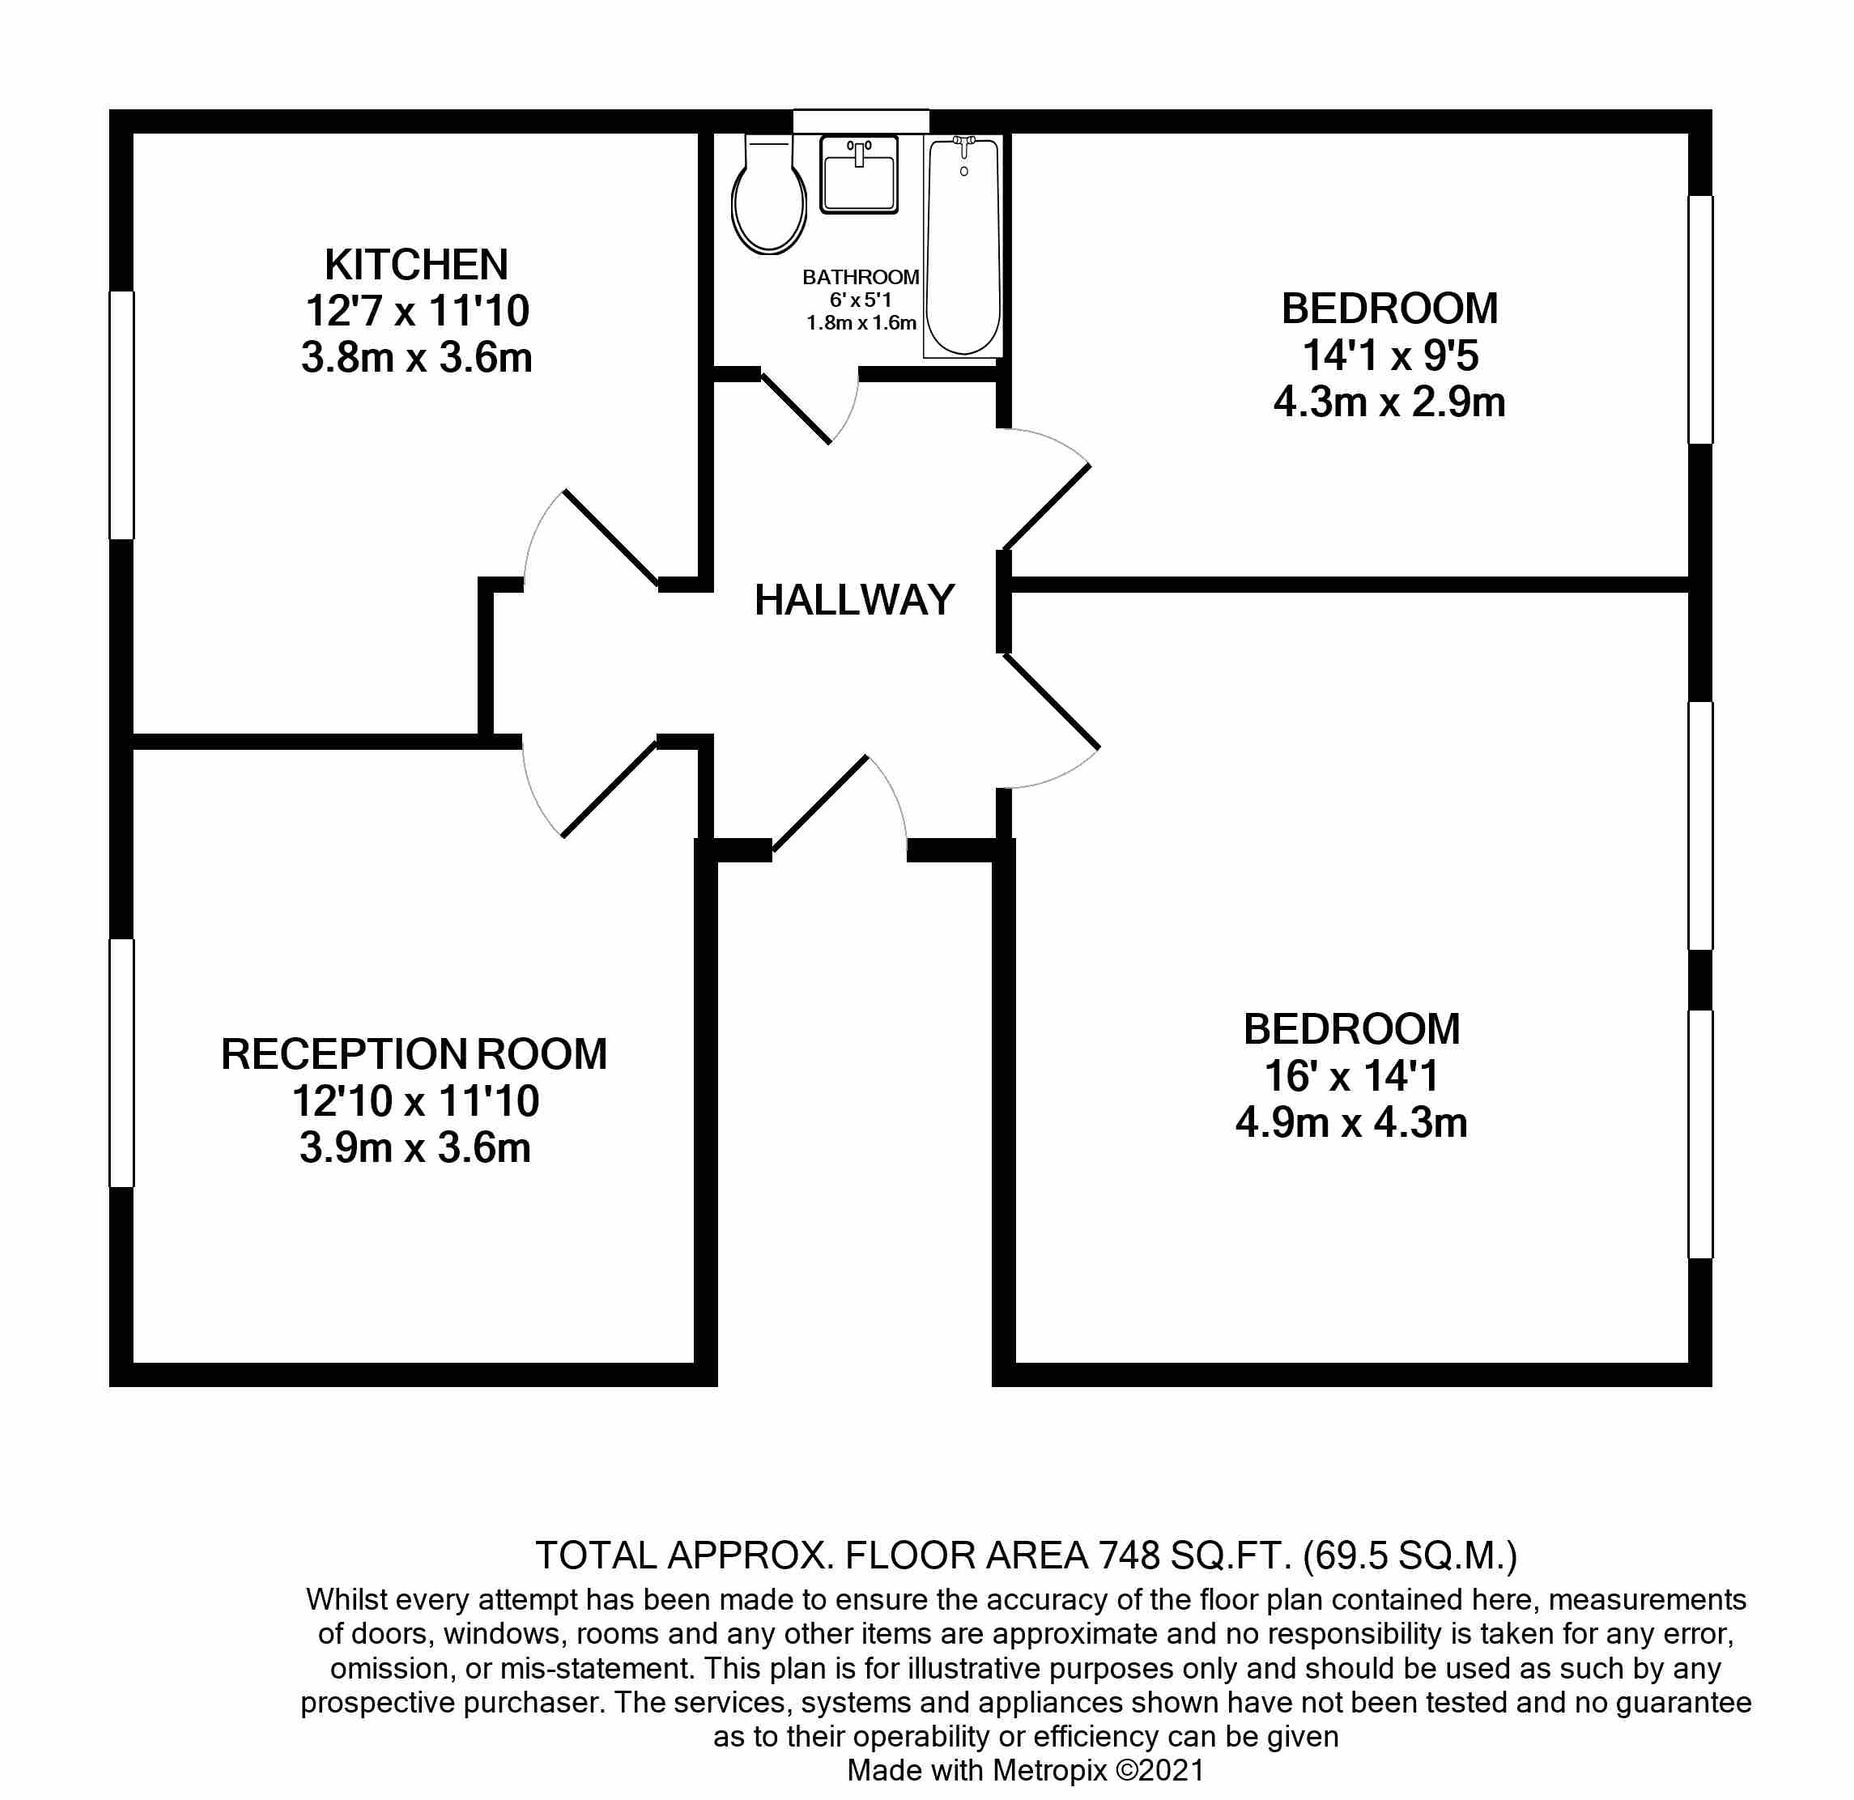 KITCHEN
12'7 x 11'10
3.8m x 3.6m
BATHROOM
6' x 5'1
1.8m x 1.6m
BEDROOM
14'1 x 9'5
4.3m x 2.9m
HALLWAY
RECEPTION ROOM
12'10 x 11'10
3.9m x 3.6m
BEDROOM
16' x 14'1
4.9m x 4.3m
TOTAL APPROX. FLOOR AREA 748 SQ.FT. (69.5 SQ.M.)
Whilst every attempt has been made to ensure the accuracy of the floor plan contained here, measurements
of doors, windows, rooms and any other items are approximate and no responsibility is taken for any error,
omission, or mis-statement. This plan is for illustrative purposes only and should be used as such by any
prospective purchaser. The services, systems and appliances shown have not been tested and no guarantee
as to their operability or efficiency can be given
Made with Metropix ©2021